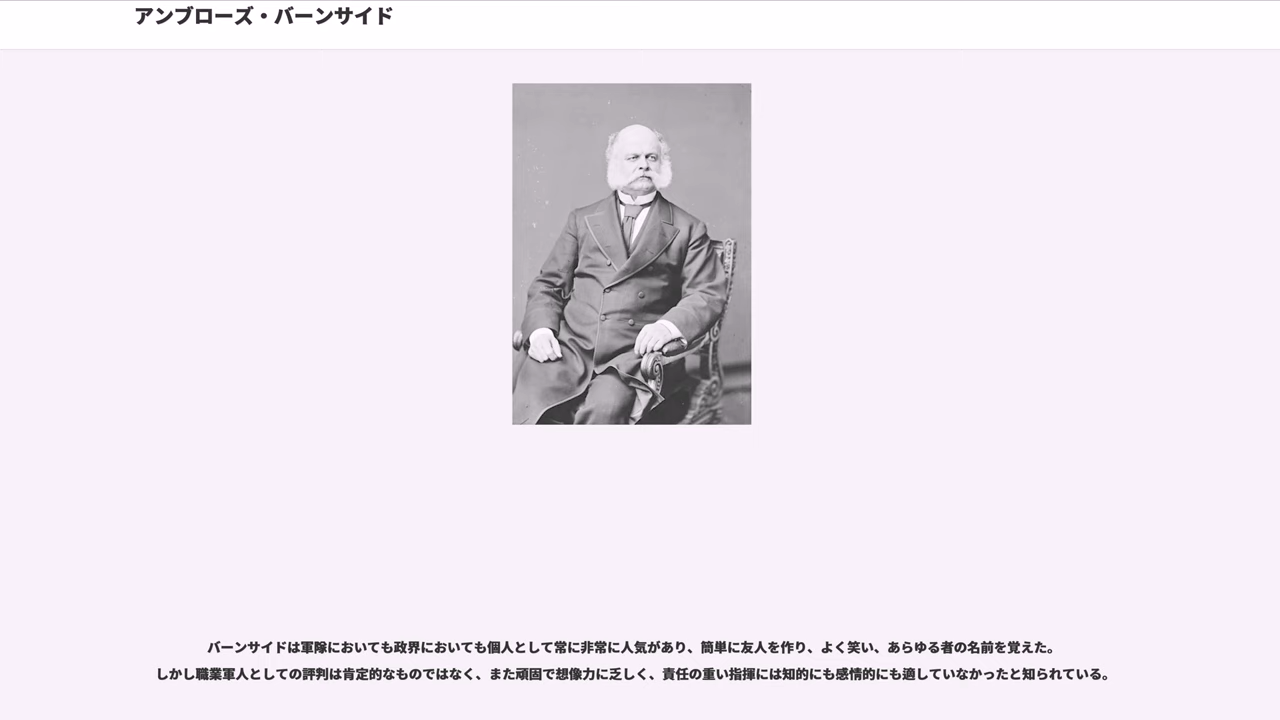 アンブローズ・バーンサイド
バーンサイドは軍隊においても政界においても個人として常に非常に人気があり、簡単に友人を作り、よく笑い、あらゆる者の名前を覚えた。
しかし職業軍人としての評判は肯定的なものではなく、また頑固で想像力に乏しく、責任の重い指揮には知的にも感情的にも適していなかったと知られている。